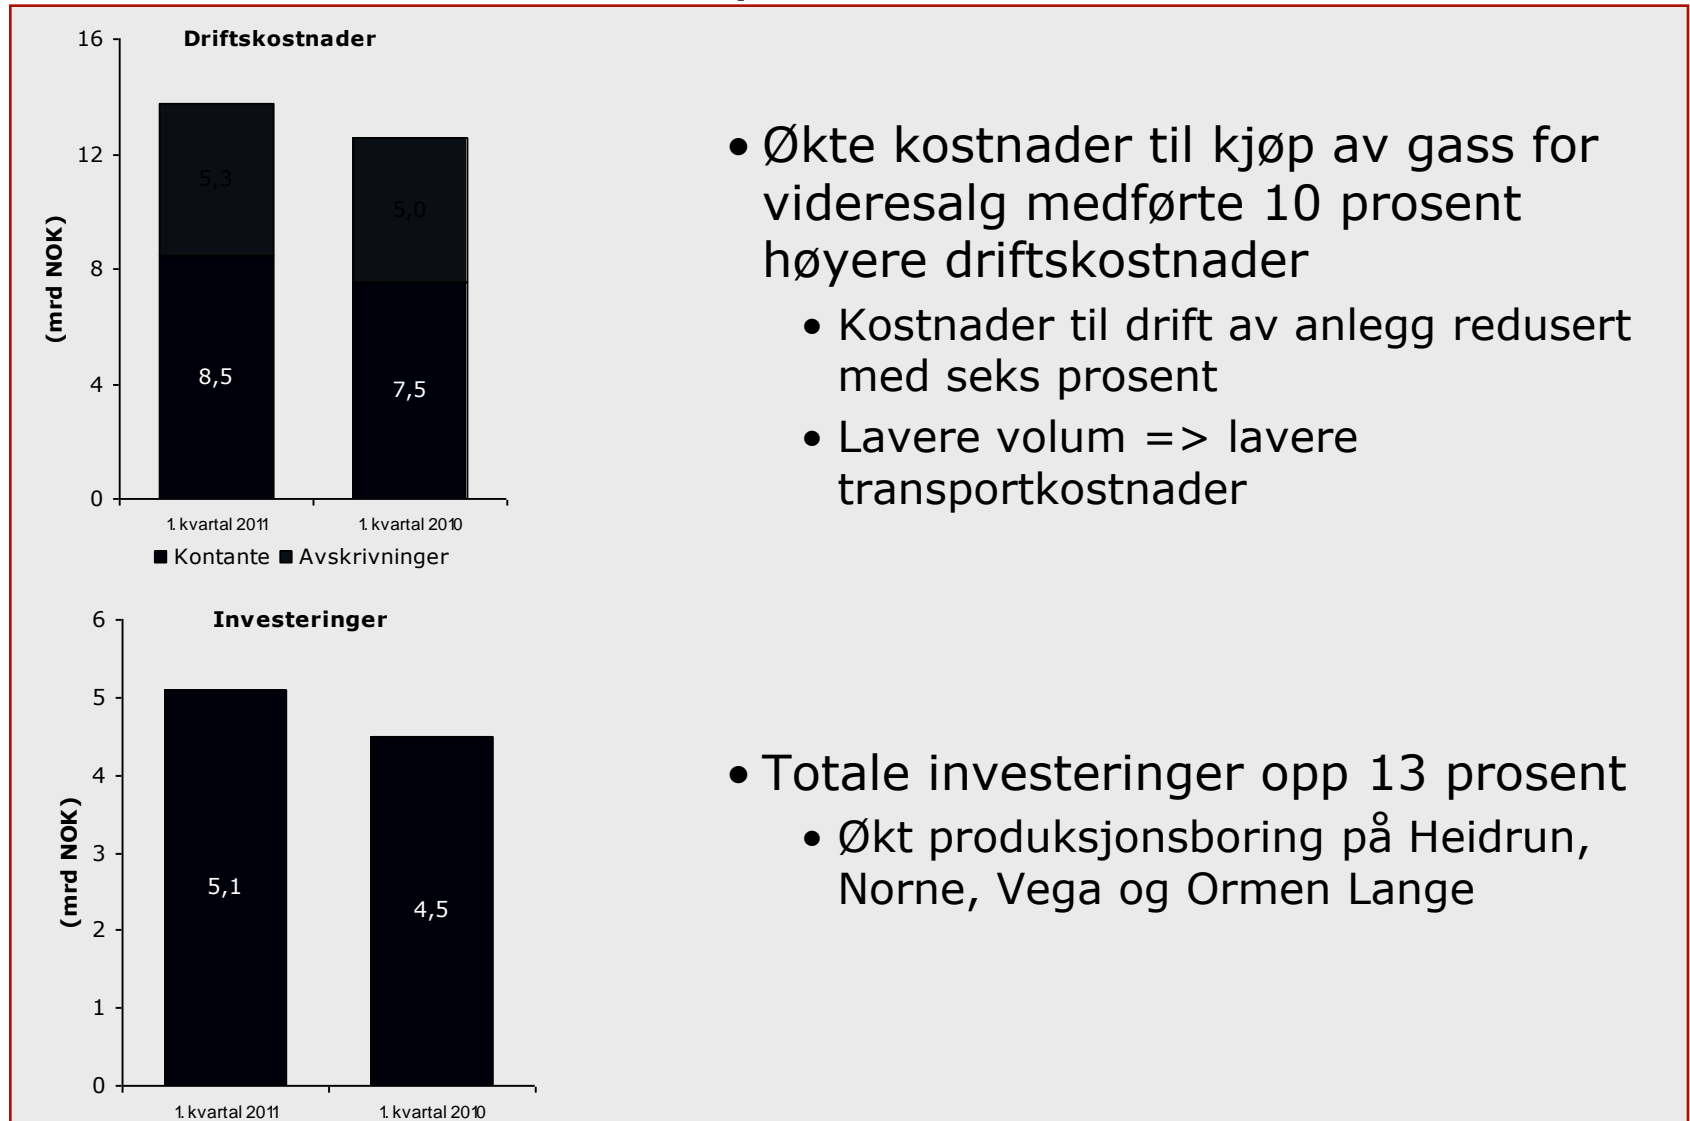 Driftskostnader
16
12
8
4
0
(mrd NOK)
5,3
5,0
8,5
7,5
1. kvartal 2011
1. kvartal 2010
Kontante Avskrivninger
• Økte kostnader til kjøp av gass for
videresalg medførte 10 prosent
høyere driftskostnader
• Kostnader til drift av anlegg redusert
med seks prosent
• Lavere volum => lavere
transportkostnader
Investeringer
6
5
4
3
2
1
0
(mrd NOK)
5,1
4,5
1. kvartal 2011
1. kvartal 2010
• Totale investeringer opp 13 prosent
• Økt produksjonsboring på Heidrun,
Norne, Vega og Ormen Lange